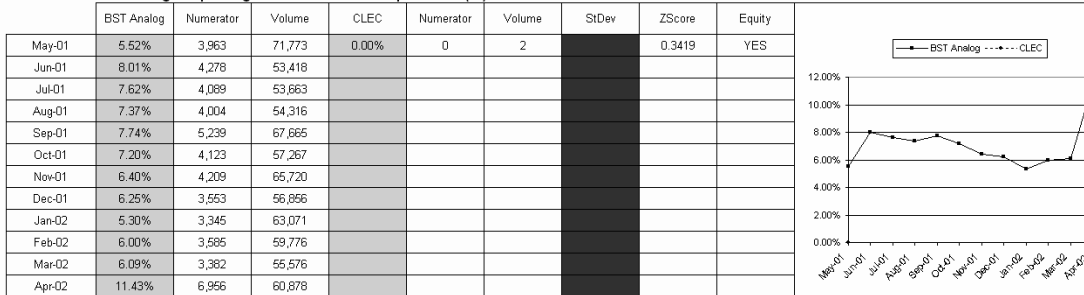 BST Analog Numerator Volume CLEC Numerator Volume StDev ZScore Equity
May-01 5.52% 3,963 71,773 0.00% 0 2 0.3419 YES
Jun-01 8.01% 4,278 53,418
Jul-01 7.62% 4,089 53,663
Aug-01 7.37% 4,004 54,316
Sep-01 7.74% 5,239 67,665
Oct-01 7.20% 4,123 57,267
Nov-01 6.40% 4,209 65,720
Dec-01 6.25% 3,553 56,856
Jan-02 5.30% 3,345 63,071
Feb-02 6.00% 3,585 59,776
Mar-02 6.09% 3,382 55,576
Apr-02 11.43% 6,956 60,878
BST Analog CLEC
12.00%
10.00%
8.00%
6.00%
4.00%
2.00%
0.00%
May-01 Jun-01 Jul-01 Aug-01 Sep-01 Oct-01 Nov-01 Dec-01 Jan-02 Feb-02 Mar-02 Apr-02